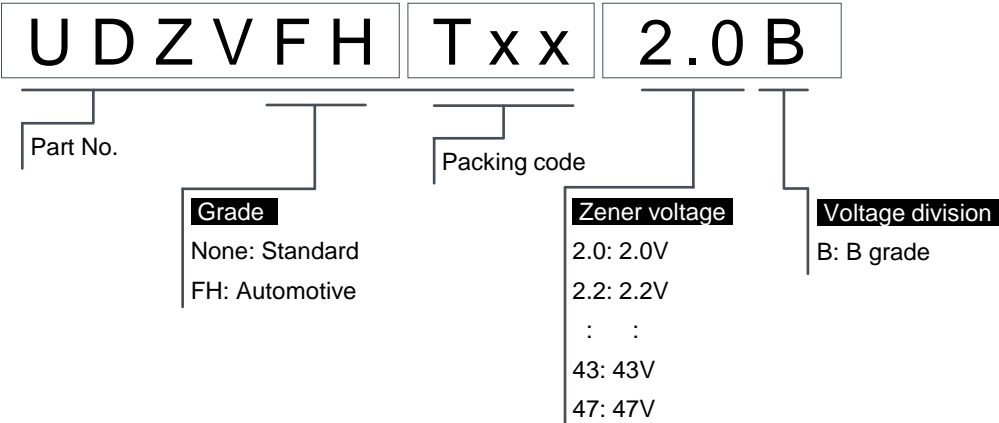 UDZVFH Txx 2.0B
Part No.
Packing code
Grade
None: Standard
FH: Automotive
Zener voltage
2.0: 2.0V
2.2: 2.2V
: :
43: 43V
47: 47V
Voltage division
B: B grade